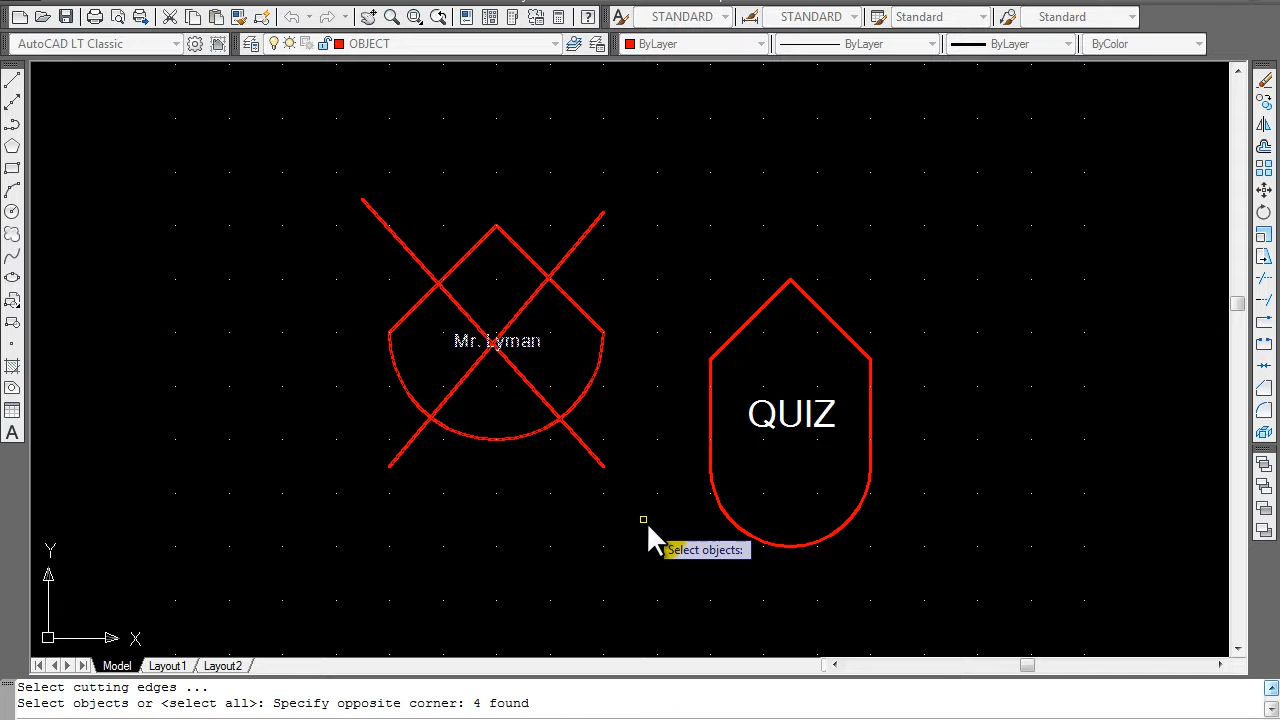 STANDARD STANDARD Standard Standard
AutoCAD LT Classic OBJECT ByLayer ByLayer ByLayer ByColor
A
Mr. Lyman
QUIZ
Select objects:
Y
X
Model Layout1 Layout2
Select cutting edges ...
Select objects or <select all>: Specify opposite corner: 4 found